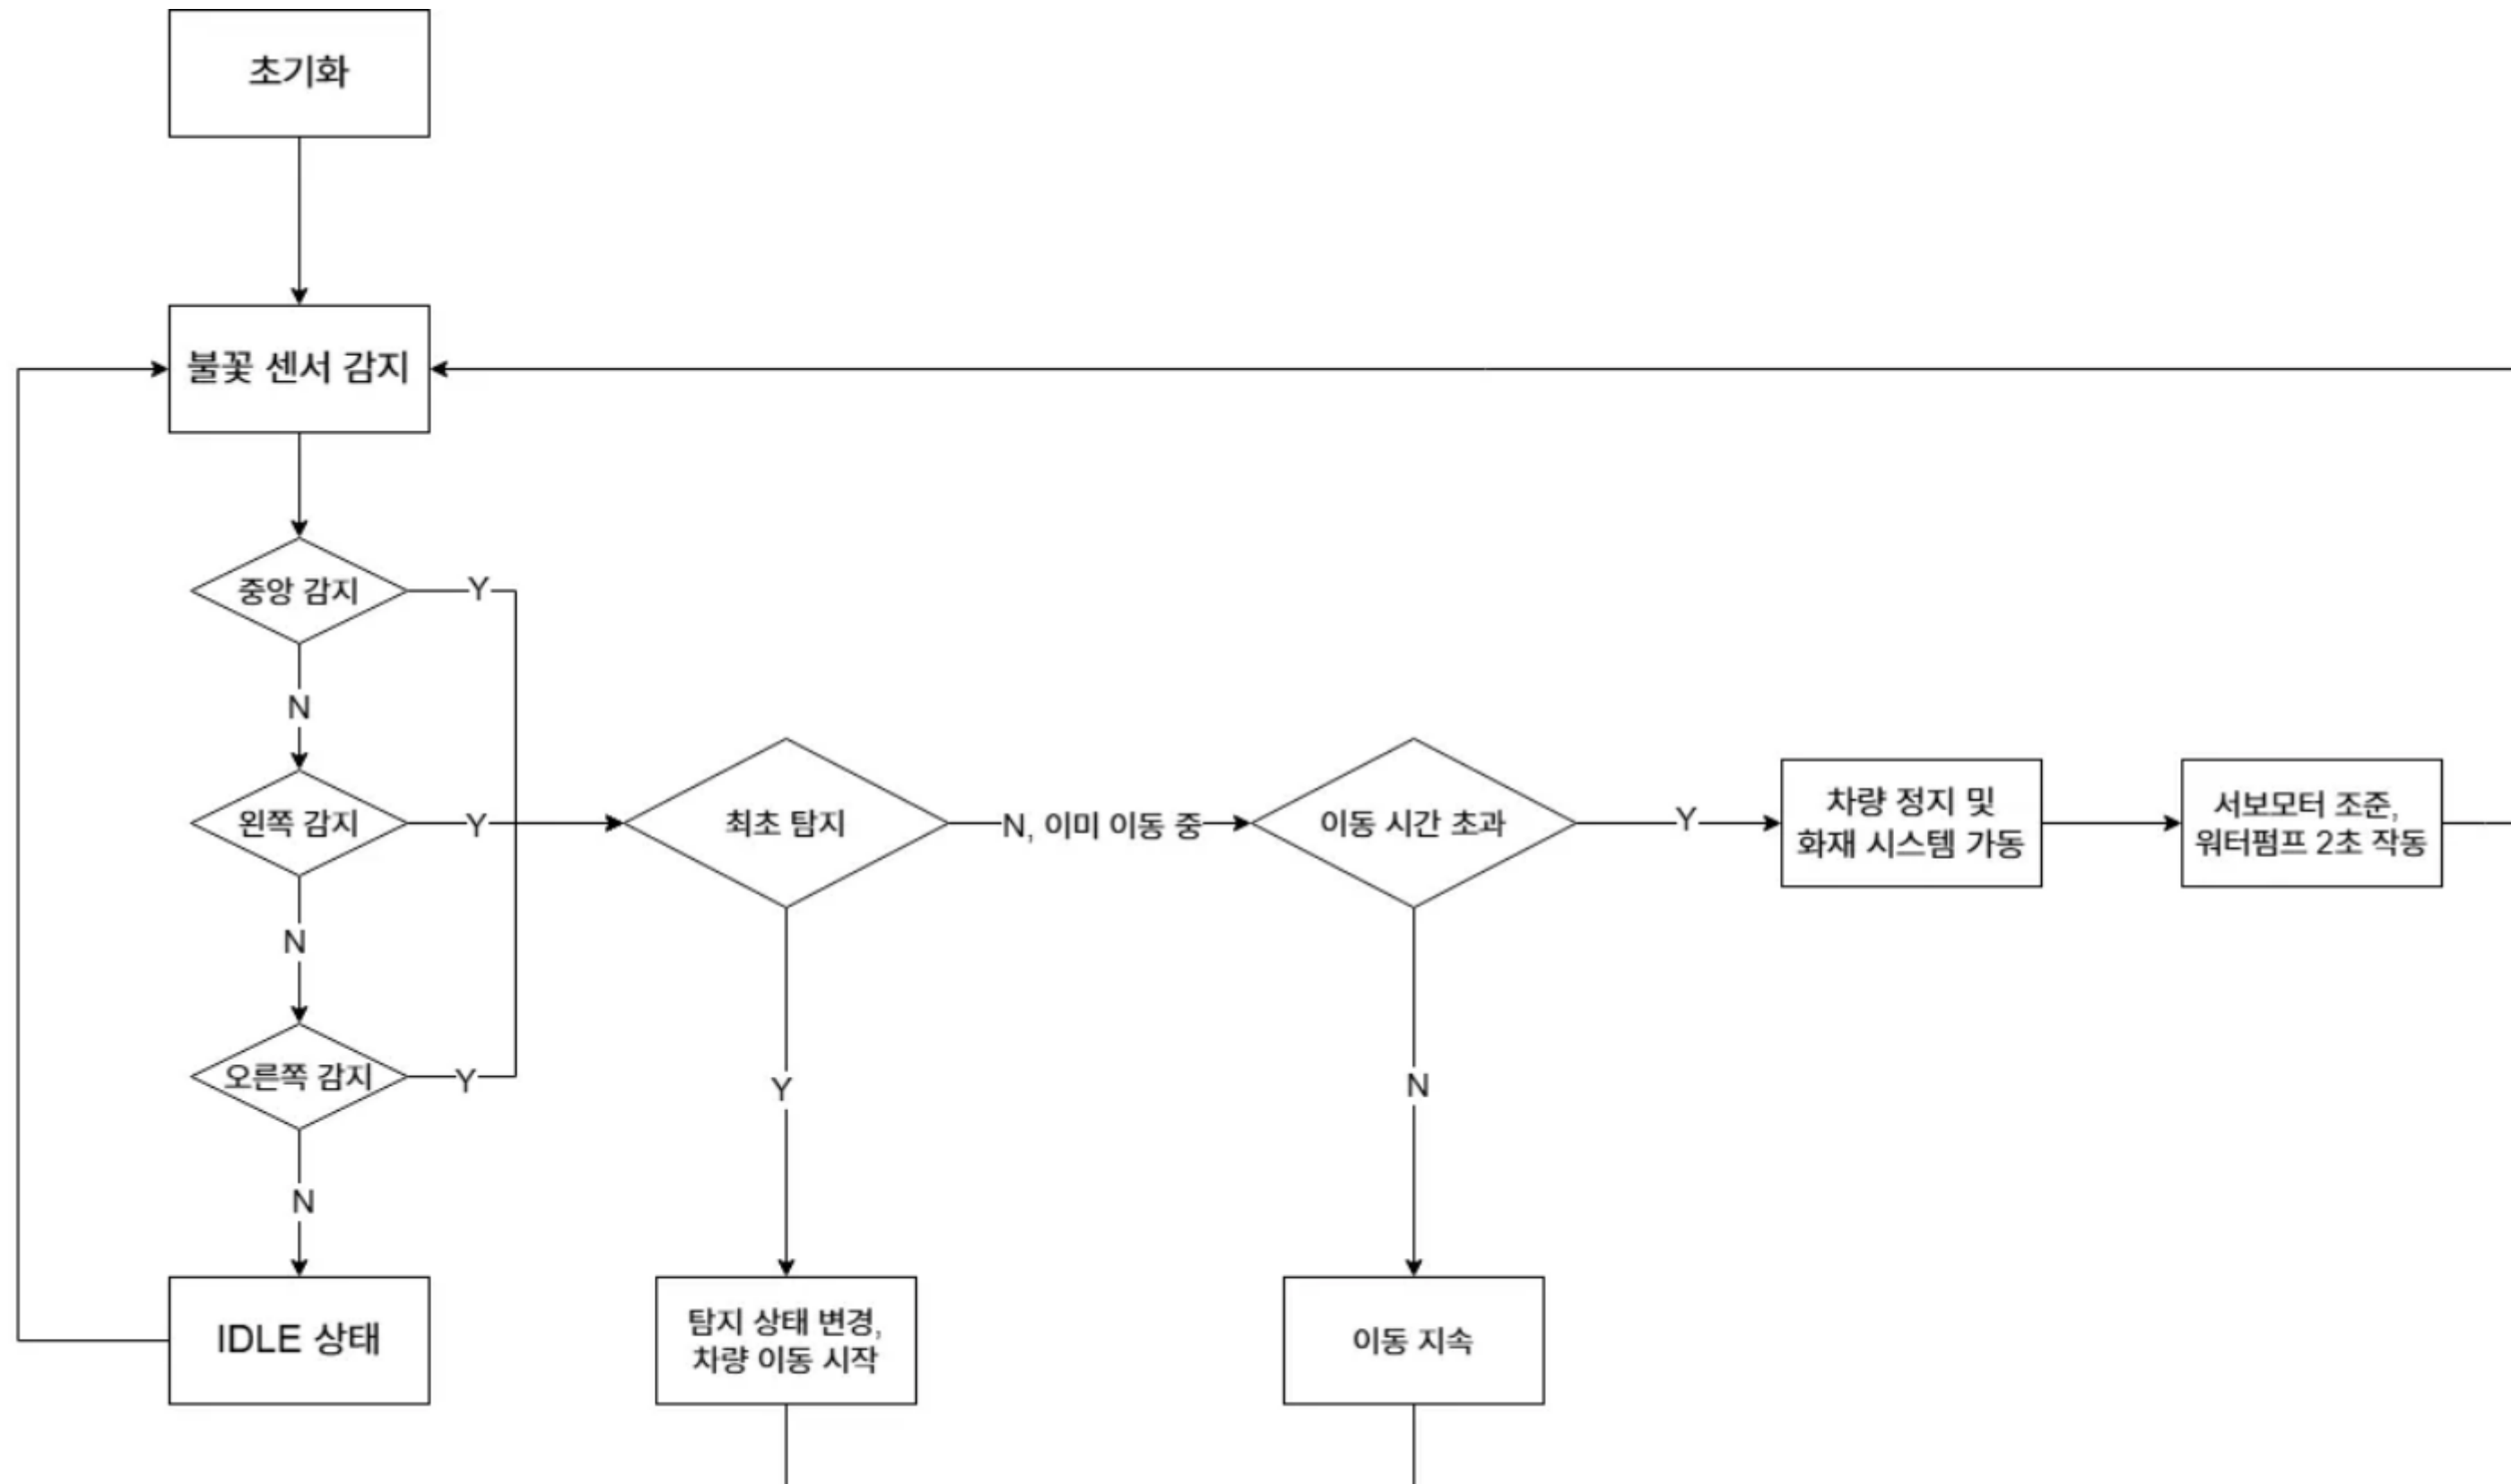 초기화
불꽃 센서 감지
중앙 감지
Y
N
왼쪽 감지
Y
최초 탐지
N, 이미 이동 중
이동 시간 초과
Y
차량 정지 및
화재 시스템 가동
서보모터 조준,
워터펌프 2초 작동
N
오른쪽 감지
Y
Y
N
N
IDLE 상태
탐지 상태 변경,
차량 이동 시작
이동 지속